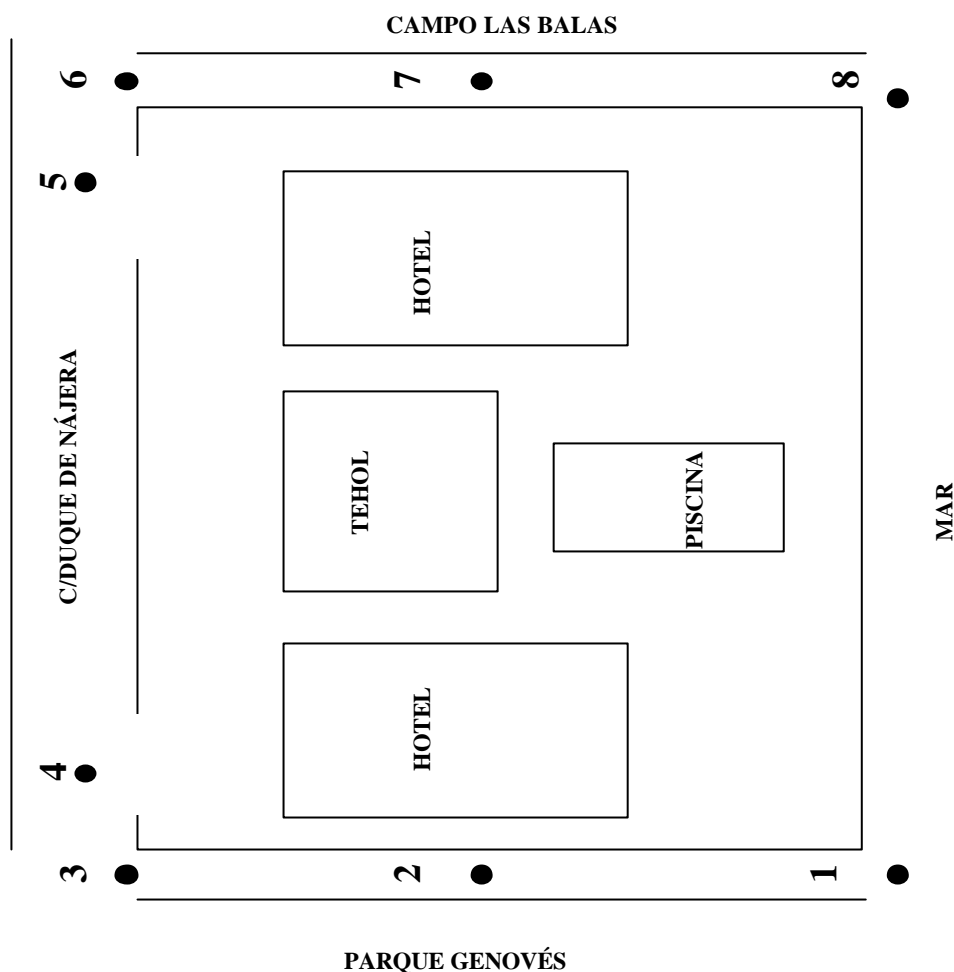 CAMPO LAS BALAS
6
7
8
5
HOTEL
C/DUQUE DE NÁJERA
TEHOL
PISCINA
MAR
HOTEL
4
3
2
1
PARQUE GENOVÉS